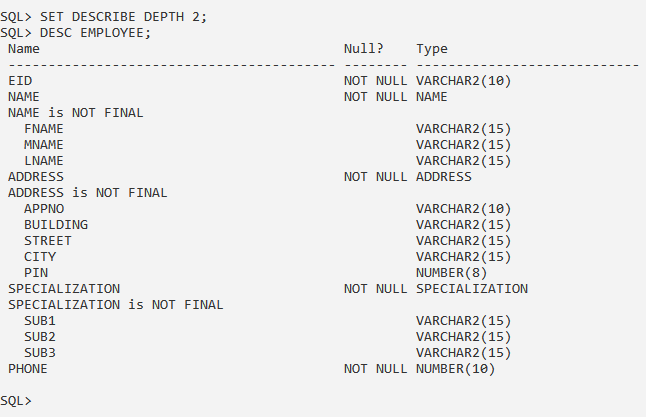 SQL> SET DESCRIBE DEPTH 2;
SQL> DESC EMPLOYEE;
 Name                                      Null?    Type
 ----------------------------------------- -------- ----------------------------
 EID                                       NOT NULL VARCHAR2(10)
 NAME                                      NOT NULL NAME
 NAME is NOT FINAL
   FNAME                                            VARCHAR2(15)
   MNAME                                            VARCHAR2(15)
   LNAME                                            VARCHAR2(15)
 ADDRESS                                   NOT NULL ADDRESS
 ADDRESS is NOT FINAL
   APPNO                                            VARCHAR2(10)
   BUILDING                                         VARCHAR2(15)
   STREET                                           VARCHAR2(15)
   CITY                                             VARCHAR2(15)
   PIN                                              NUMBER(8)
 SPECIALIZATION                            NOT NULL SPECIALIZATION
 SPECIALIZATION is NOT FINAL
   SUB1                                             VARCHAR2(15)
   SUB2                                             VARCHAR2(15)
   SUB3                                             VARCHAR2(15)
 PHONE                                     NOT NULL NUMBER(10)
SQL>